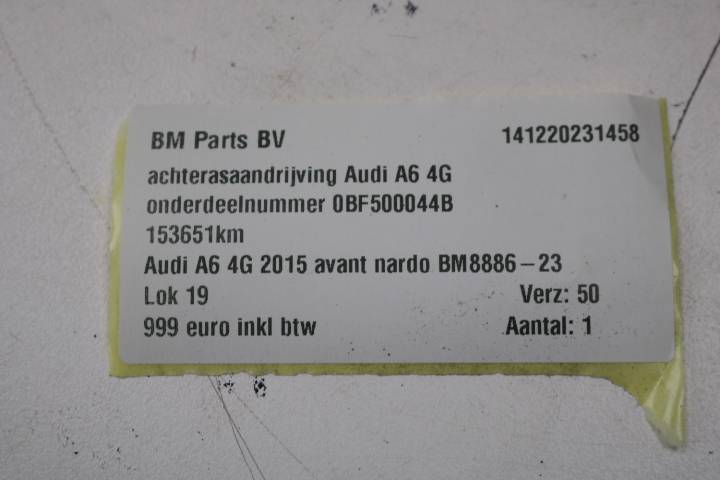 BM Parts BV 141220231458
achterasaandrijving Audi A6 4G
onderdeelnummer 0BF500044B
153651km
Audi A6 4G 2015 avant nardo BM8886-23
Lok 19 Verz: 50
999 euro inkl btw Aantal: 1